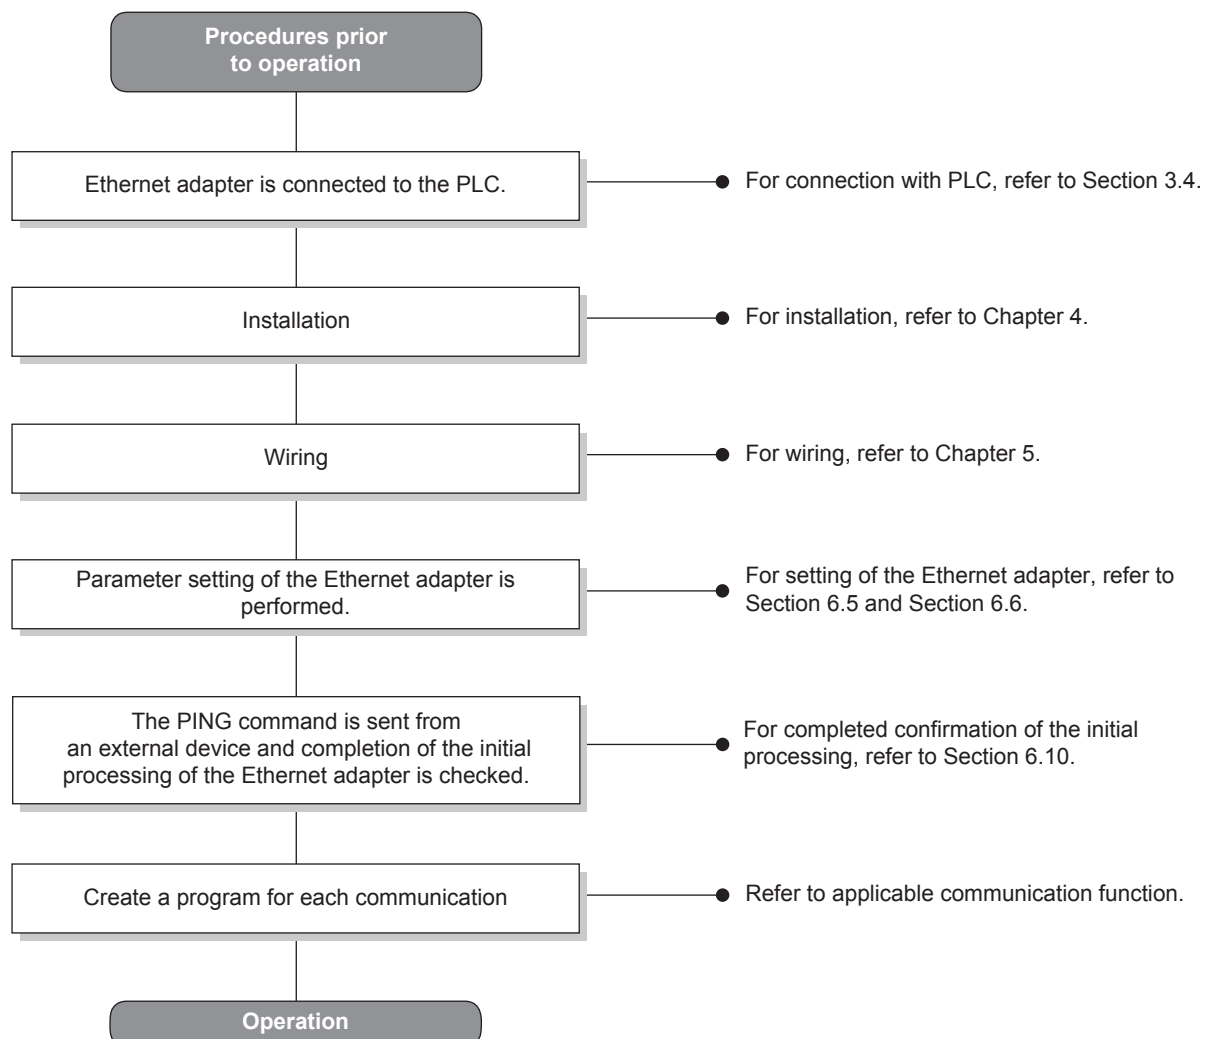 Procedures prior
to operation
Ethernet adapter is connected to the PLC.
For connection with PLC, refer to Section 3.4.
Installation
For installation, refer to Chapter 4.
Wiring
For wiring, refer to Chapter 5.
Parameter setting of the Ethernet adapter is
performed.
For setting of the Ethernet adapter, refer to
Section 6.5 and Section 6.6.
The PING command is sent from
an external device and completion of the initial
processing of the Ethernet adapter is checked.
For completed confirmation of the initial
processing, refer to Section 6.10.
Create a program for each communication
Refer to applicable communication function.
Operation